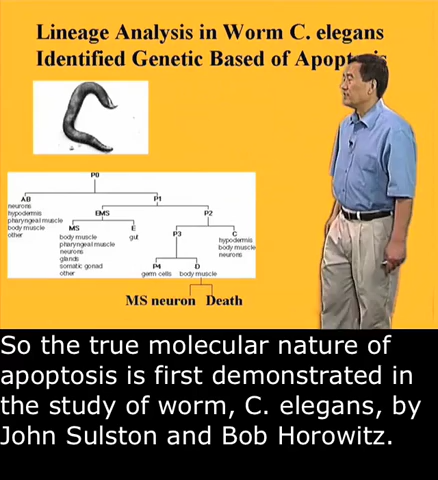 Lineage Analysis in Worm C. elegans
Identified Genetic Based of Apoptosis
P0
AB
P1
neurons
hypodermis
pharyngeal muscle
body muscle
other
EMS
P2
MS
E
body muscle
pharyngeal muscle
neurons
glands
somatic gonad
other
gut
P3
C
hypodermis
body muscle
neurons
P4
D
germ cells
body muscle
MS neuron
Death
So the true molecular nature of
apoptosis is first demonstrated in
the study of worm, C. elegans, by
John Sulston and Bob Horowitz.